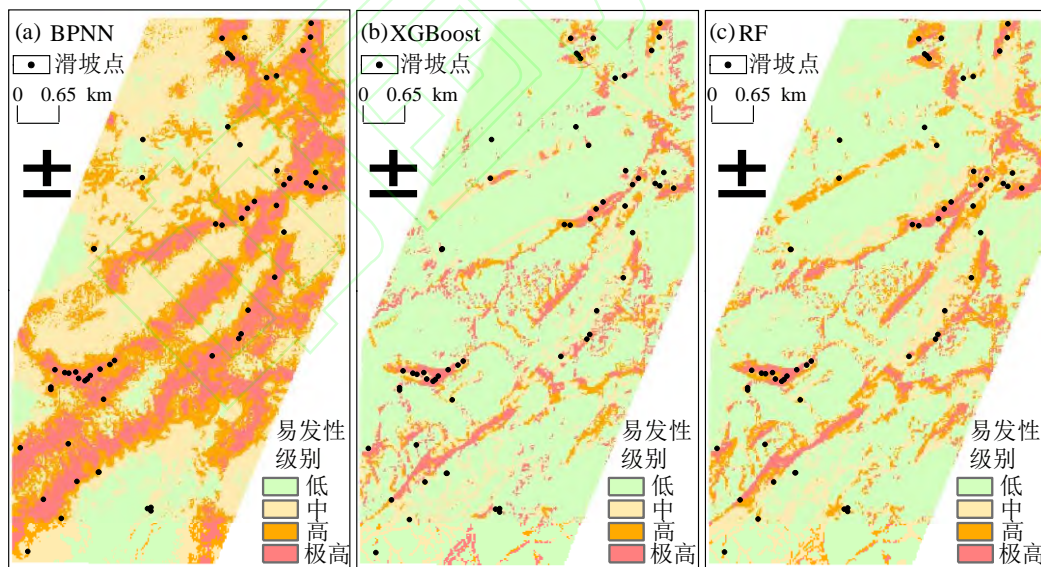 (a) BPNN
滑坡点
0 0.65 km
易发性
级别
低
中
高
极高
(b) XGBoost
滑坡点
0 0.65 km
易发性
级别
低
中
高
极高
(c) RF
滑坡点
0 0.65 km
易发性
级别
低
中
高
极高